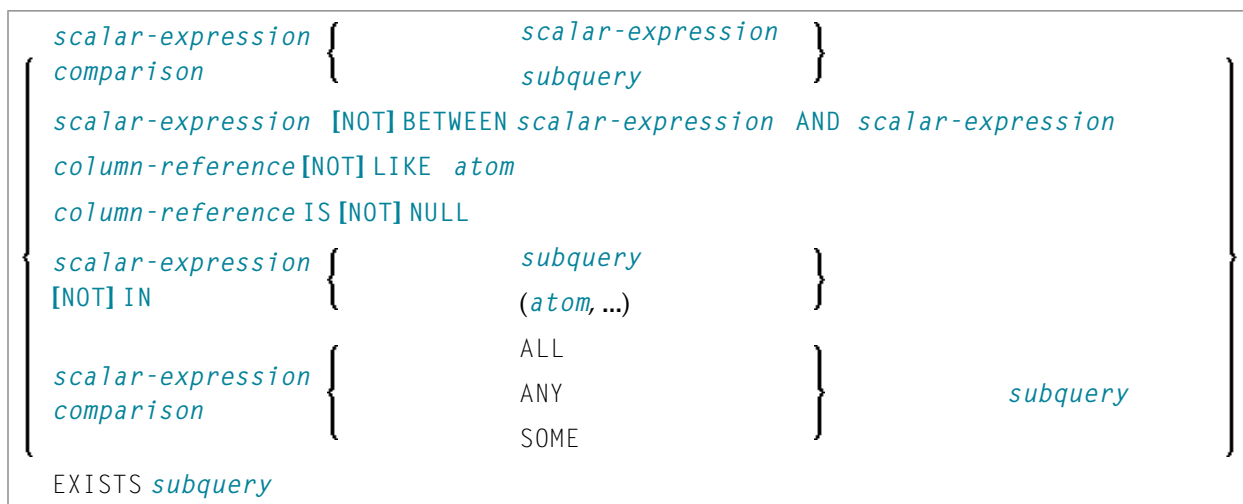 scalar-expression { scalar-expression }
comparison subquery
scalar-expression [NOT] BETWEEN scalar-expression AND scalar-expression
column-reference [NOT] LIKE atom
column-reference IS [NOT] NULL
scalar-expression { subquery }
[NOT] IN (atom, ...)
ALL
scalar-expression { ANY } subquery
comparison
SOME
EXISTS subquery